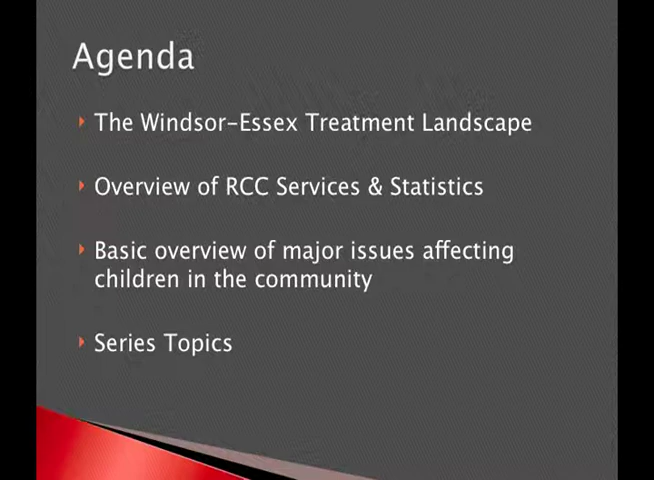 Agenda
The Windsor-Essex Treatment Landscape
Overview of RCC Services & Statistics
Basic overview of major issues affecting
children in the community
Series Topics